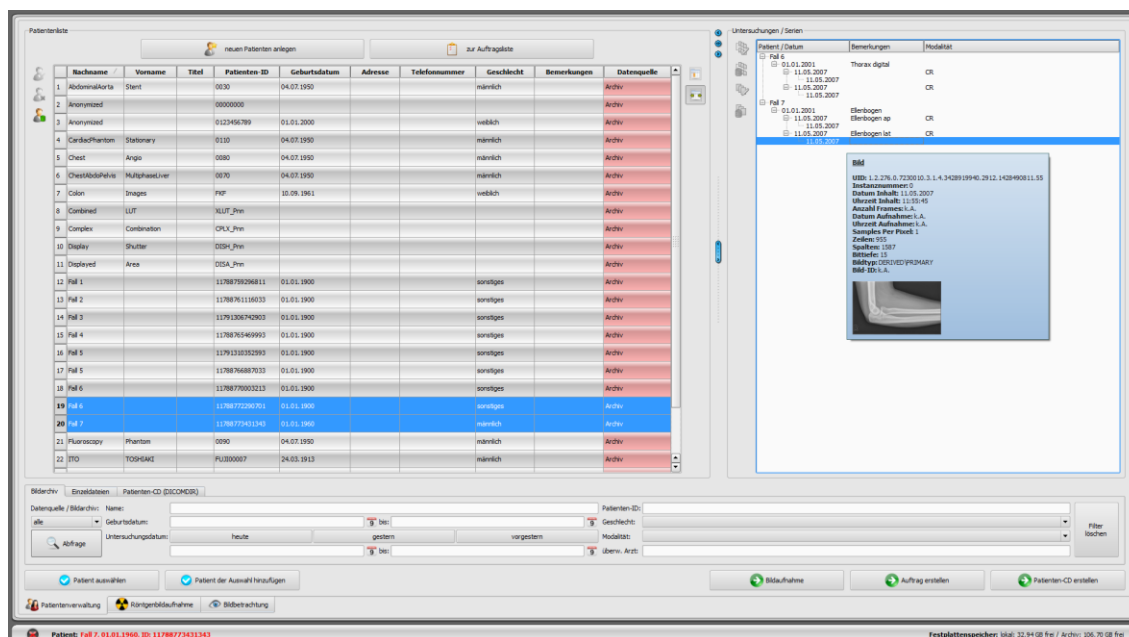 Patientenliste
neuen Patienten anlegen
zur Auftragsliste
Nachname Vorname Titel Patienten-ID Geburtsdatum Adresse Telefonnummer Geschlecht Bemerkungen Datenquelle
1 AbdominalAorta Stent 0030 04.07.1950 männlich Archiv
2 Anonymized 00000000 Archiv
3 Anonymized 0123456789 01.01.2000 weiblich Archiv
4 CardiacPhantom Stationary 0110 04.07.1950 männlich Archiv
5 Chest Angio 0080 04.07.1950 männlich Archiv
6 ChestAbdoPelvis MultiphaseLiver 0070 04.07.1950 männlich Archiv
7 Colon Images FKP 10.09.1961 weiblich Archiv
8 Combined LUT XLUT_Pnn Archiv
9 Complex Combination CPLX_Pnn Archiv
10 Display Shutter DISH_Pnn Archiv
11 Displayed Area DISA_Pnn Archiv
12 Fall 1 11788759296811 01.01.1900 sonstiges Archiv
13 Fall 2 11788761116033 01.01.1900 sonstiges Archiv
14 Fall 3 11791306742903 01.01.1900 sonstiges Archiv
15 Fall 4 11788765469993 01.01.1900 sonstiges Archiv
16 Fall 5 11791310352593 01.01.1900 sonstiges Archiv
17 Fall 5 11788766887033 01.01.1900 sonstiges Archiv
18 Fall 6 11788770003213 01.01.1900 sonstiges Archiv
19 Fall 6 11788772290701 01.01.1900 sonstiges Archiv
20 Fall 7 11788773431343 01.01.1960 männlich Archiv
21 Fluoroscopy Phantom 0090 04.07.1950 männlich Archiv
22 ITO TOSHIAKI FUJI00007 24.03.1913 männlich Archiv
Untersuchungen / Serien
Patient / Datum Bemerkungen Modalität
Fall 6
01.01.2001 Thorax digital
11.05.2007 CR
11.05.2007
11.05.2007 CR
11.05.2007
Fall 7
01.01.2001 Ellenbogen
11.05.2007 Ellenbogen ap CR
11.05.2007
11.05.2007 Ellenbogen lat CR
11.05.2007
Bild
UID: 1.2.276.0.7230010.3.1.4.3428919940.2912.1428490811.55
Instanznummer: 0
Datum Inhalt: 11.05.2007
Uhrzeit Inhalt: 11:55:45
Anzahl Frames: k.A.
Datum Aufnahme: k.A.
Uhrzeit Aufnahme: k.A.
Samples Per Pixel: 1
Zeilen: 955
Spalten: 1587
Bittiefe: 15
Bildtyp: DERIVED\PRIMARY
Bild-ID: k.A.
Bilderchiv Einzeldateien Patienten-CD (DICOMDIR)
Datenquelle / Bildarchiv: Name: Patienten-ID:
alle Geburtsdatum: 9 bis: 9 Geschlecht:
Abfrage Untersuchungsdatum: heute gestern vorgestern Modalität: Filter löschen
9 bis: 9 überw. Arzt:
Patient auswählen Patient der Auswahl hinzufügen Bildaufnahme Auftrag erstellen Patienten-CD erstellen
Patientenverwaltung Röntgenbildaufnahme Bildbetrachtung
Patient: Fall 7, 01.01.1960, ID: 11788773431343 Festplattenspeicher: lokal: 32.94 GB frei / Archiv: 106.70 GB frei